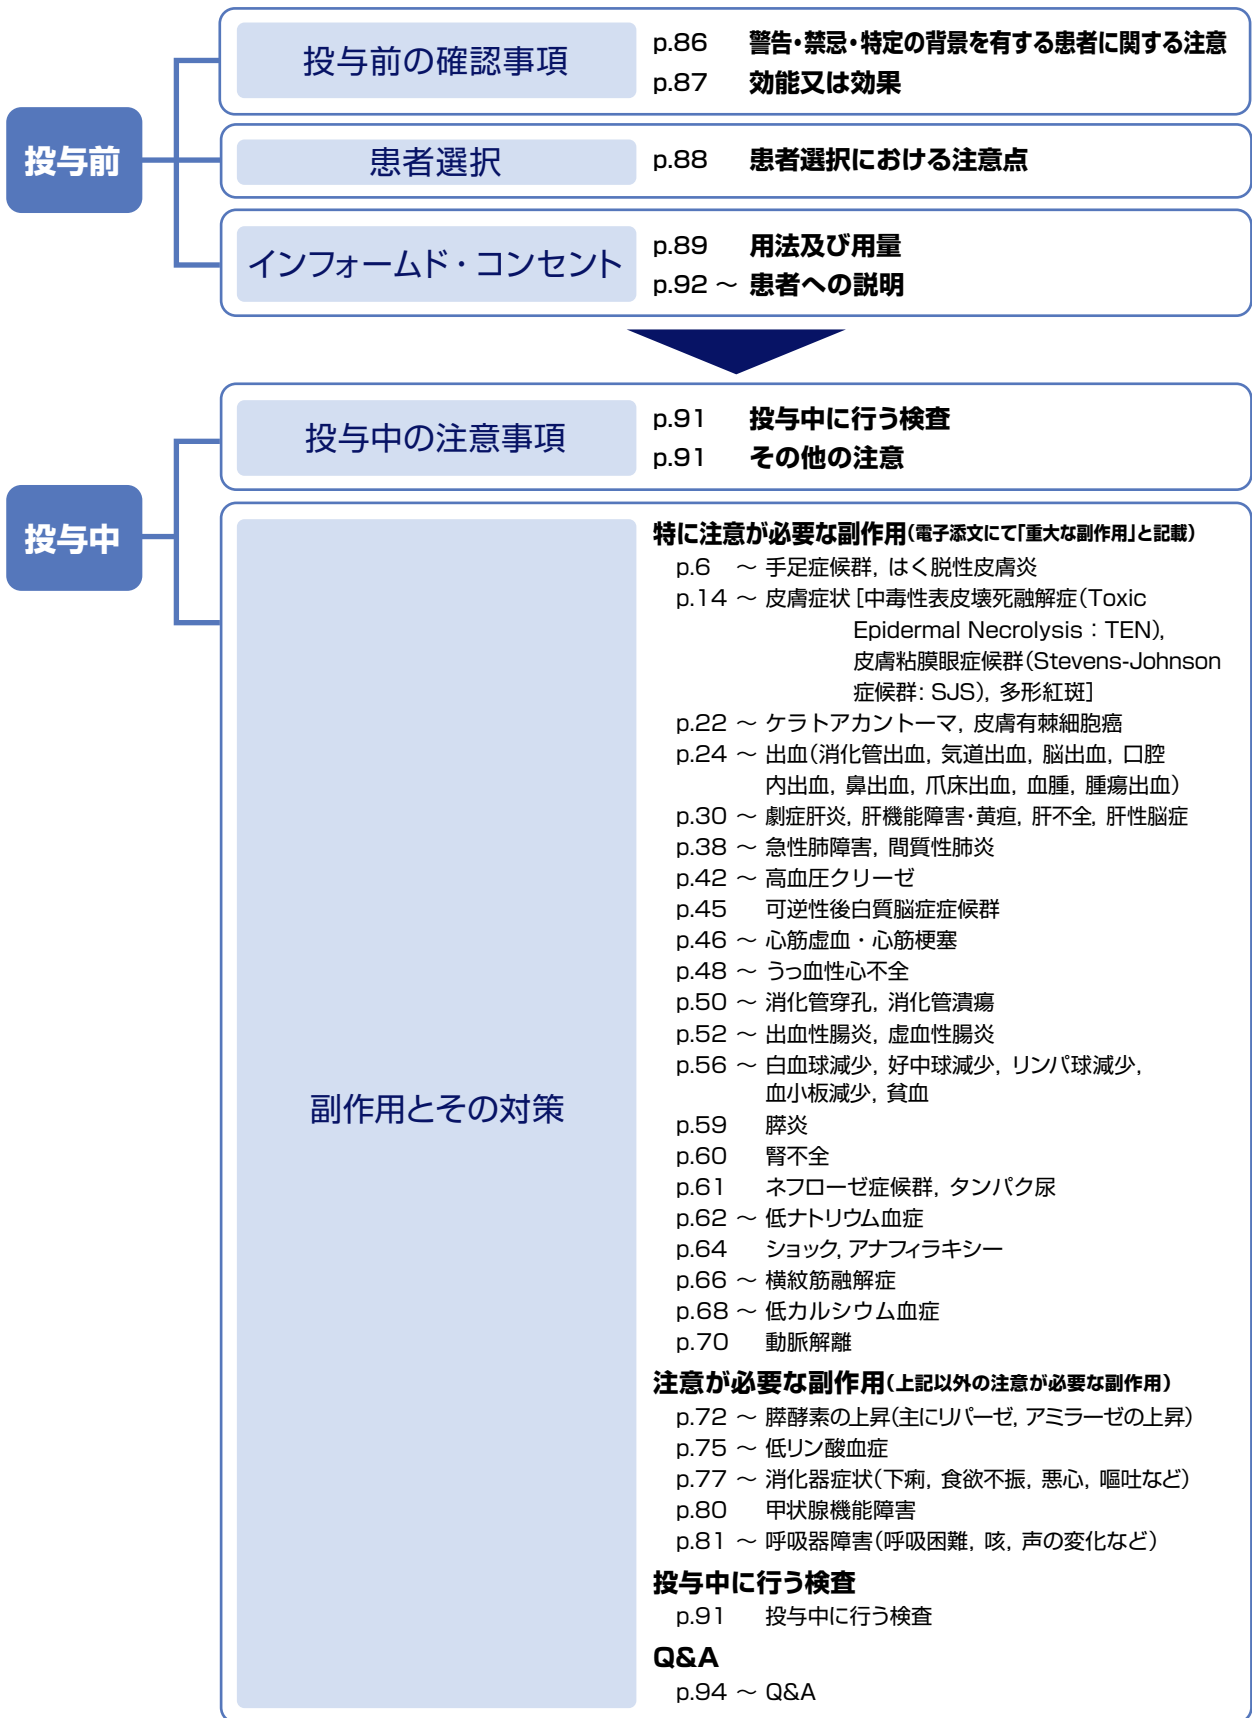 投与前
投与前の確認事項
p.86 警告・禁忌・特定の背景を有する患者に関する注意
p.87 効能又は効果
患者選択
p.88 患者選択における注意点
インフォームド・コンセント
p.89 用法及び用量
p.92 ～ 患者への説明
投与中
投与中の注意事項
p.91 投与中に行う検査
p.91 その他の注意
副作用とその対策
特に注意が必要な副作用(電子添文にて「重大な副作用」と記載)
p.6 ～ 手足症候群, はく脱性皮膚炎
p.14 ～ 皮膚症状[中毒性表皮壊死融解症(Toxic
Epidermal Necrolysis：TEN),
皮膚粘膜眼症候群(Stevens-Johnson
症候群: SJS), 多形紅斑]
p.22 ～ ケラトアカントーマ, 皮膚有棘細胞癌
p.24 ～ 出血(消化管出血, 気道出血, 脳出血, 口腔
内出血, 鼻出血, 爪床出血, 血腫, 腫瘍出血)
p.30 ～ 劇症肝炎, 肝機能障害・黄疸, 肝不全, 肝性脳症
p.38 ～ 急性肺障害, 間質性肺炎
p.42 ～ 高血圧クリーゼ
p.45 可逆性後白質脳症症候群
p.46 ～ 心筋虚血・心筋梗塞
p.48 ～ うっ血性心不全
p.50 ～ 消化管穿孔, 消化管潰瘍
p.52 ～ 出血性腸炎, 虚血性腸炎
p.56 ～ 白血球減少, 好中球減少, リンパ球減少,
血小板減少, 貧血
p.59 膵炎
p.60 腎不全
p.61 ネフローゼ症候群, タンパク尿
p.62 ～ 低ナトリウム血症
p.64 ショック, アナフィラキシー
p.66 ～ 横紋筋融解症
p.68 ～ 低カルシウム血症
p.70 動脈解離
注意が必要な副作用(上記以外の注意が必要な副作用)
p.72 ～ 膵酵素の上昇(主にリパーゼ, アミラーゼの上昇)
p.75 ～ 低リン酸血症
p.77 ～ 消化器症状(下痢, 食欲不振, 悪心, 嘔吐など)
p.80 甲状腺機能障害
p.81 ～ 呼吸器障害(呼吸困難, 咳, 声の変化など)
投与中に行う検査
p.91 投与中に行う検査
Q&A
p.94 ～ Q&A